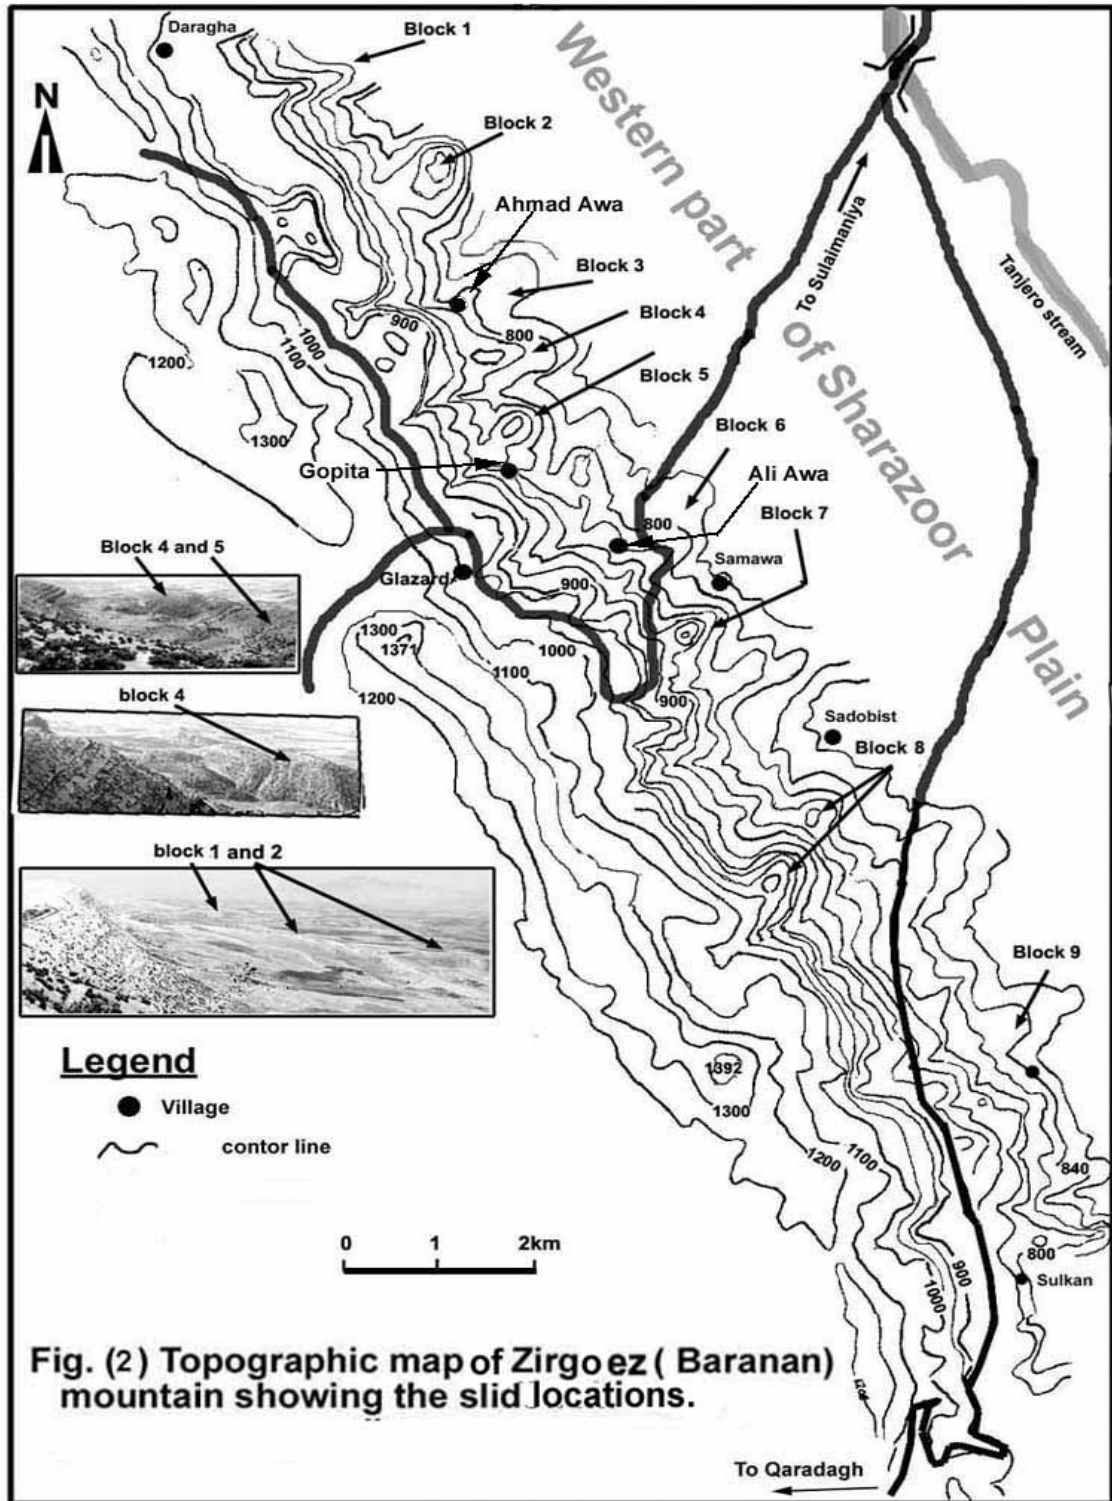 Daragha
Block 1
N
Block 2
Western part
of Sharazoor
Plain
Ahmad Awa
To Sulaimaniya
Tanjero stream
Block 3
900
800
Block 4
1000
1100
1200
Block 5
Block 6
1300
Gopita
Ali Awa
Block 7
800
Block 4 and 5
Samawa
Glazard
900
1300
1371
1000
1100
1200
900
block 4
Sadobist
Block 8
block 1 and 2
Block 9
1392
1300
Legend
Village
contor line
1200
1100
840
800
900
1000
Sulkan
0 1 2km
Fig. (2) Topographic map of Zirgoez ( Baranan)
mountain showing the slid locations.
To Qaradagh